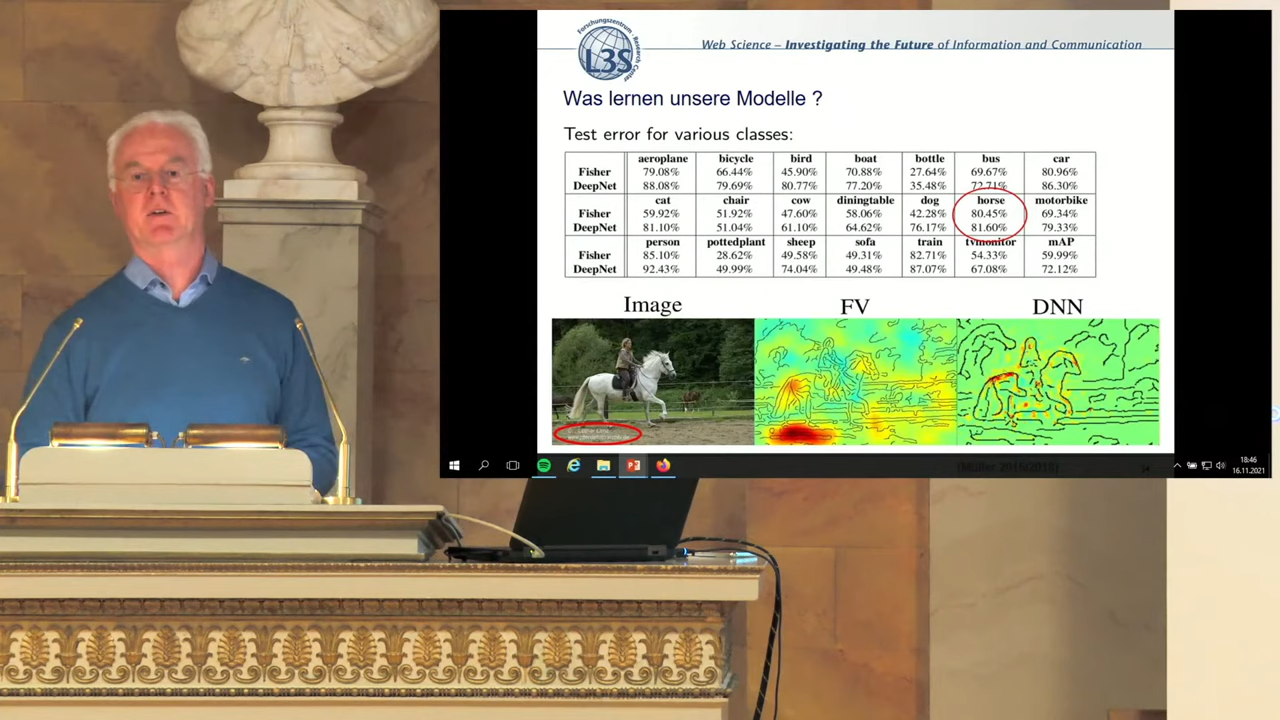 Forschungszentrum
Research Center
L3S
Web Science – Investigating the Future of Information and Communication
Was lernen unsere Modelle ?
Test error for various classes:
aeroplane bicycle bird boat bottle bus car
Fisher 79.08% 66.44% 45.90% 70.88% 27.64% 69.67% 80.96%
DeepNet 88.08% 79.69% 80.77% 77.20% 35.48% 72.71% 86.30%
cat chair cow diningtable dog horse motorbike
Fisher 59.92% 51.92% 47.60% 58.06% 42.28% 80.45% 69.34%
DeepNet 81.10% 51.04% 61.10% 64.62% 76.17% 81.60% 79.33%
person pottedplant sheep sofa train tvmonitor mAP
Fisher 85.10% 28.62% 49.58% 49.31% 82.71% 54.33% 59.99%
DeepNet 92.43% 49.99% 74.04% 49.48% 87.07% 67.08% 72.12%
Image FV DNN
(Müller 2016/2018)
18:46
16.11.2021